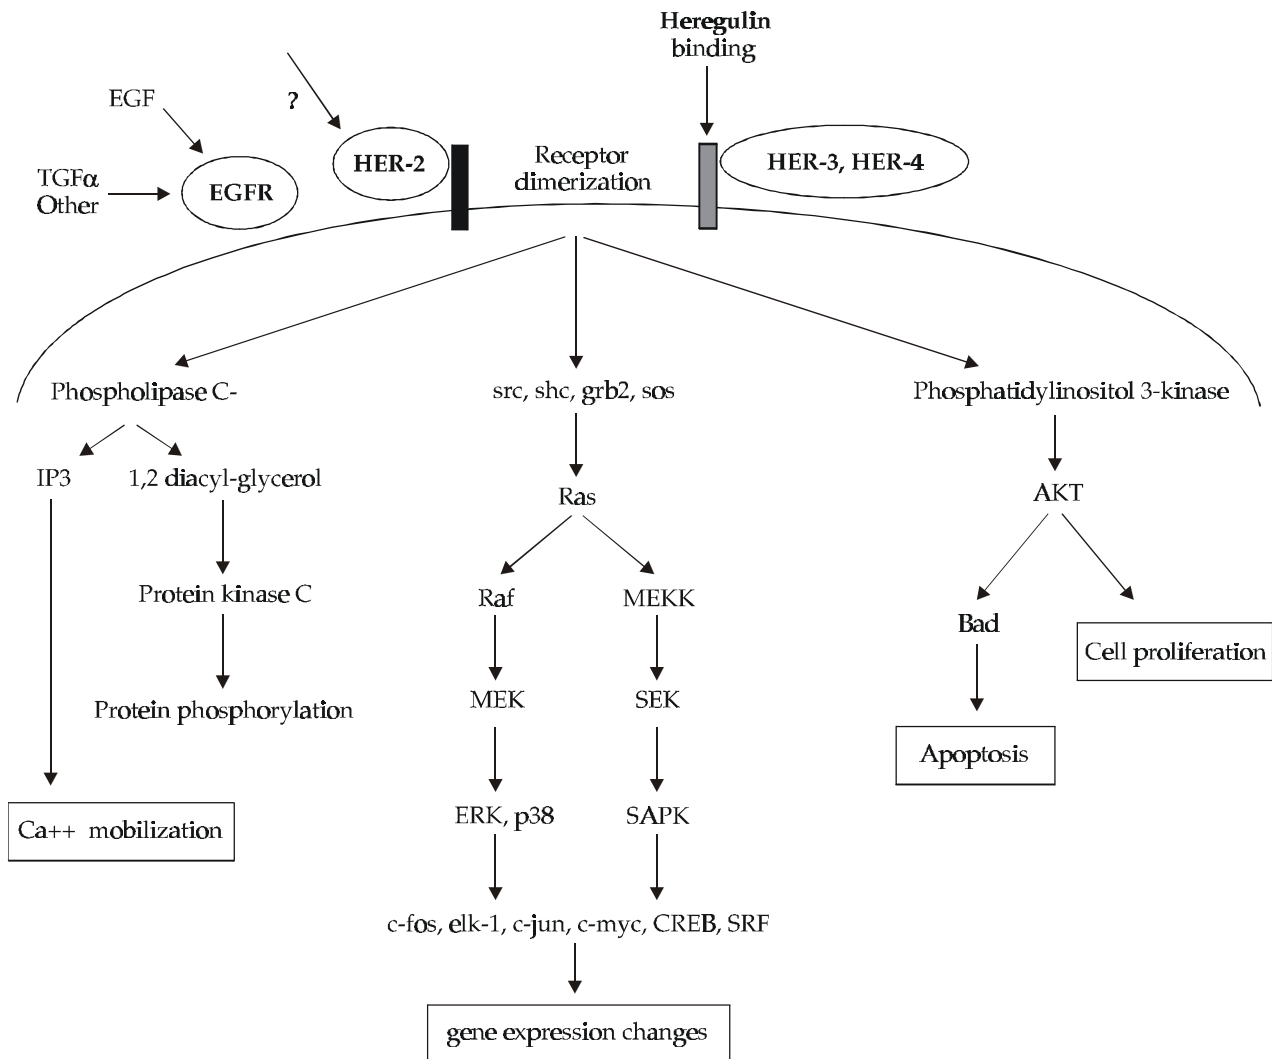 Heregulin
binding
EGF
?
HER-2
Receptor
dimerization
HER-3, HER-4
TGFα
Other
EGFR
Phospholipase C-
src, shc, grb2, sos
Phosphatidylinositol 3-kinase
IP3
1,2 diacyl-glycerol
Ras
AKT
Protein kinase C
Raf
MEKK
Bad
Cell proliferation
Protein phosphorylation
MEK
SEK
Apoptosis
Ca++ mobilization
ERK, p38
SAPK
c-fos, elk-1, c-jun, c-myc, CREB, SRF
gene expression changes